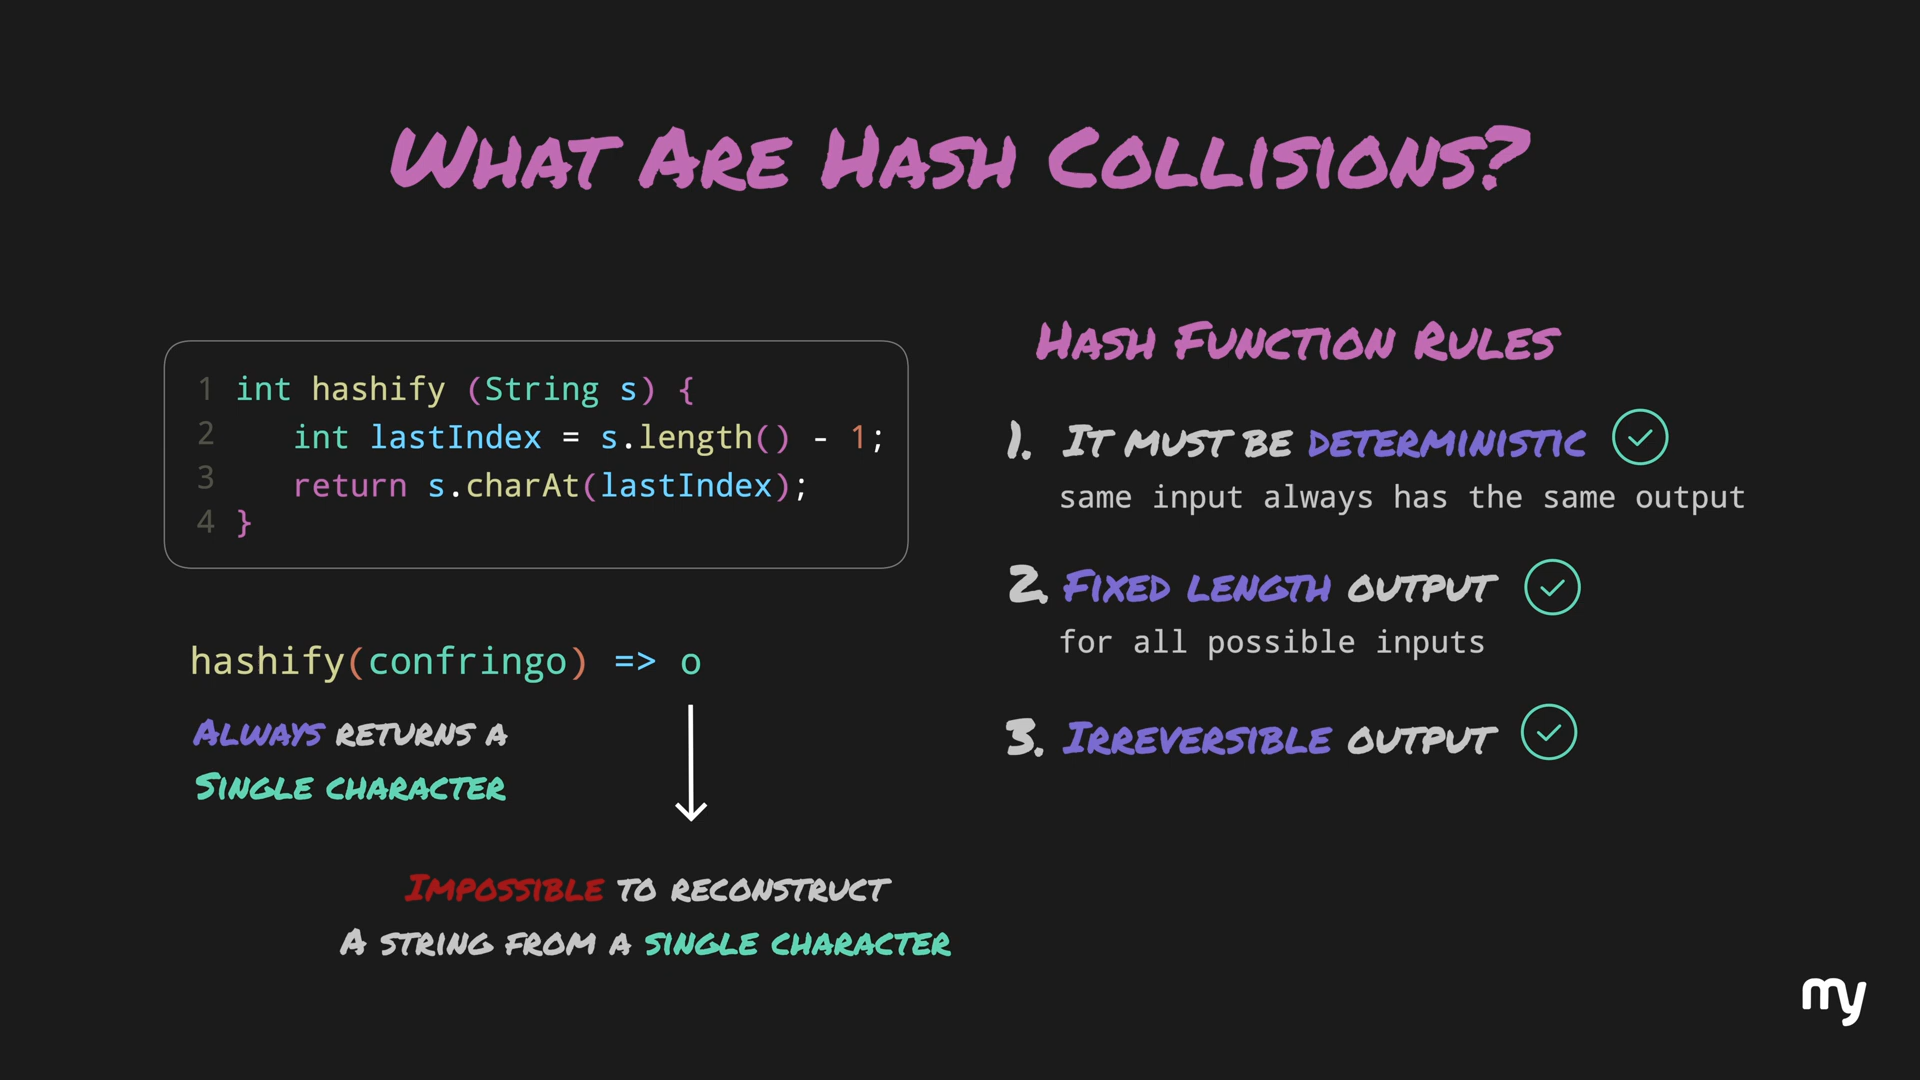 What Are Hash Collisions?
1 int hashify (String s) {
2 int lastIndex = s.length() - 1;
3 return s.charAt(lastIndex);
4 }
hashify(confringo) => o
Always returns a
Single character
Impossible to reconstruct
A string from a single character
Hash Function Rules
1. It must be deterministic
same input always has the same output
2. Fixed length output
for all possible inputs
3. Irreversible output
my